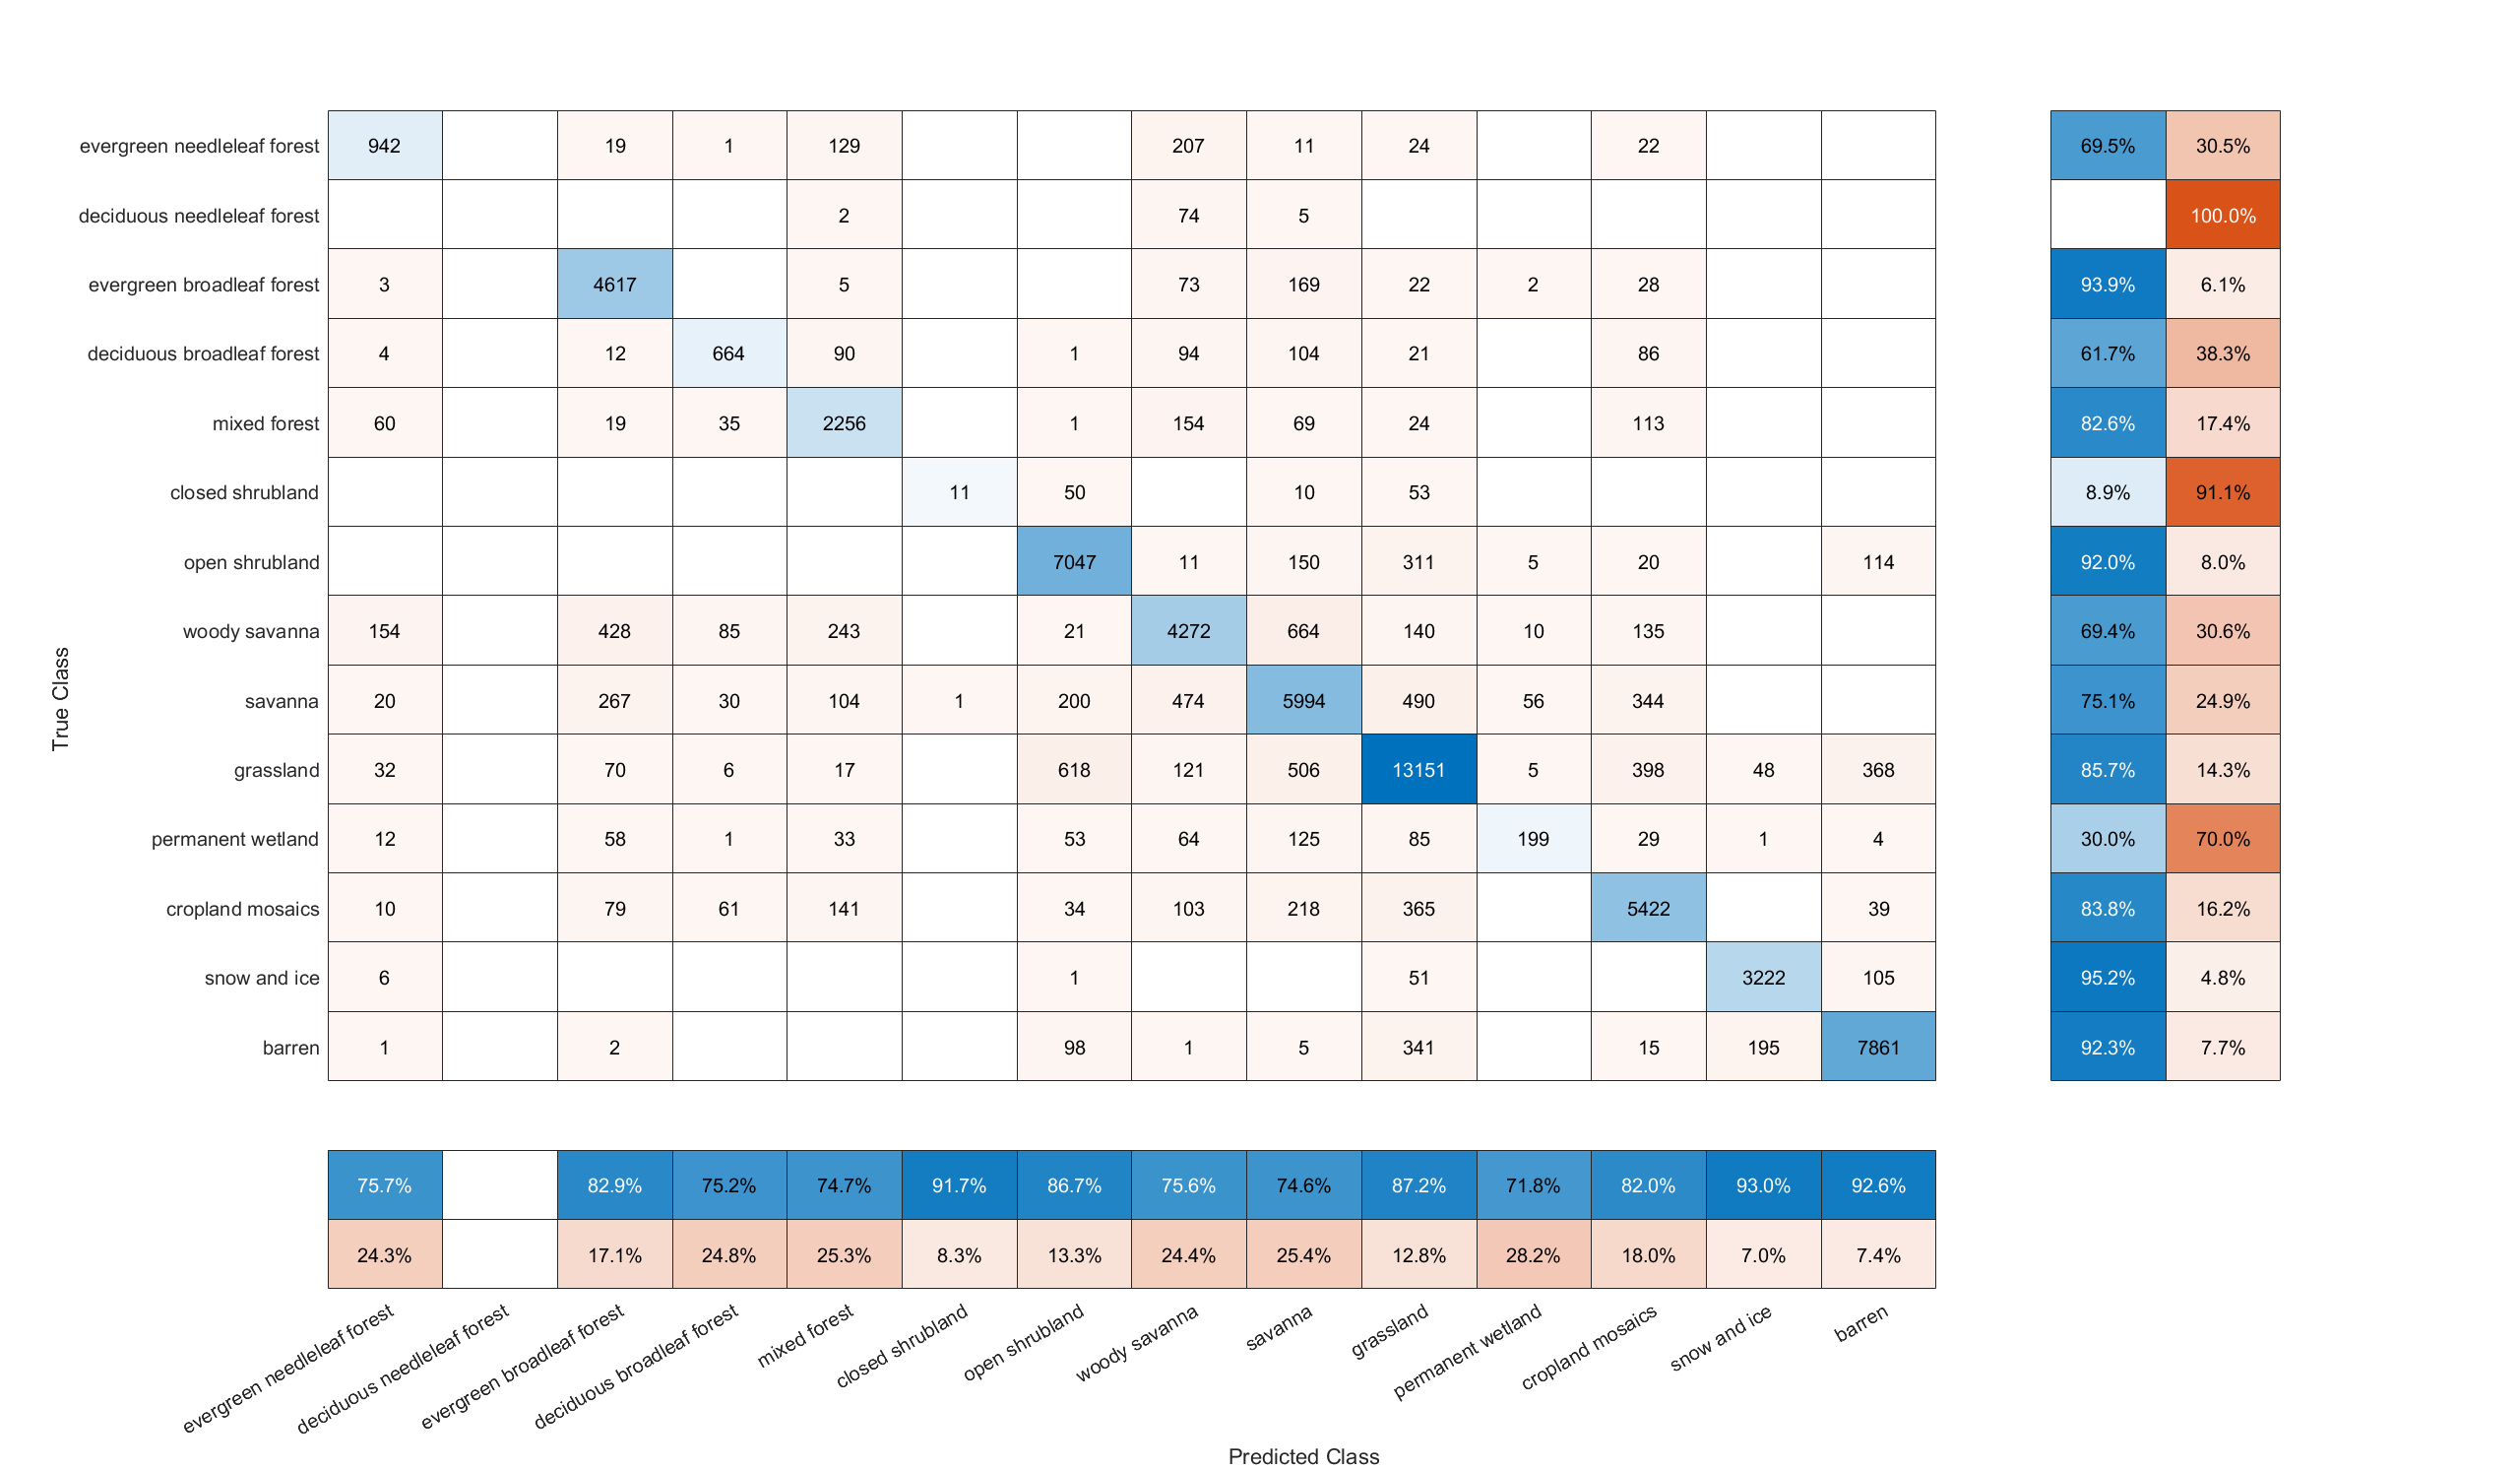 evergreen needleleaf forest 942 19 1 129 207 11 24 22 69.5% 30.5%
deciduous needleleaf forest 2 74 5 100.0%
evergreen broadleaf forest 3 4617 5 73 169 22 2 28 93.9% 6.1%
deciduous broadleaf forest 4 12 664 90 1 94 104 21 86 61.7% 38.3%
mixed forest 60 19 35 2256 1 154 69 24 113 82.6% 17.4%
closed shrubland 11 50 10 53 8.9% 91.1%
open shrubland 7047 11 150 311 5 20 114 92.0% 8.0%
woody savanna 154 428 85 243 21 4272 664 140 10 135 69.4% 30.6%
savanna 20 267 30 104 1 200 474 5994 490 56 344 75.1% 24.9%
grassland 32 70 6 17 618 121 506 13151 5 398 48 368 85.7% 14.3%
permanent wetland 12 58 1 33 53 64 125 85 199 29 1 4 30.0% 70.0%
cropland mosaics 10 79 61 141 34 103 218 365 5422 39 83.8% 16.2%
snow and ice 6 1 51 3222 105 95.2% 4.8%
barren 1 2 98 1 5 341 15 195 7861 92.3% 7.7%
True Class
75.7% 82.9% 75.2% 74.7% 91.7% 86.7% 75.6% 74.6% 87.2% 71.8% 82.0% 93.0% 92.6%
24.3% 17.1% 24.8% 25.3% 8.3% 13.3% 24.4% 25.4% 12.8% 28.2% 18.0% 7.0% 7.4%
evergreen needleleaf forest
deciduous needleleaf forest
evergreen broadleaf forest
deciduous broadleaf forest
mixed forest
closed shrubland
open shrubland
woody savanna
savanna
grassland
permanent wetland
cropland mosaics
snow and ice
barren
Predicted Class